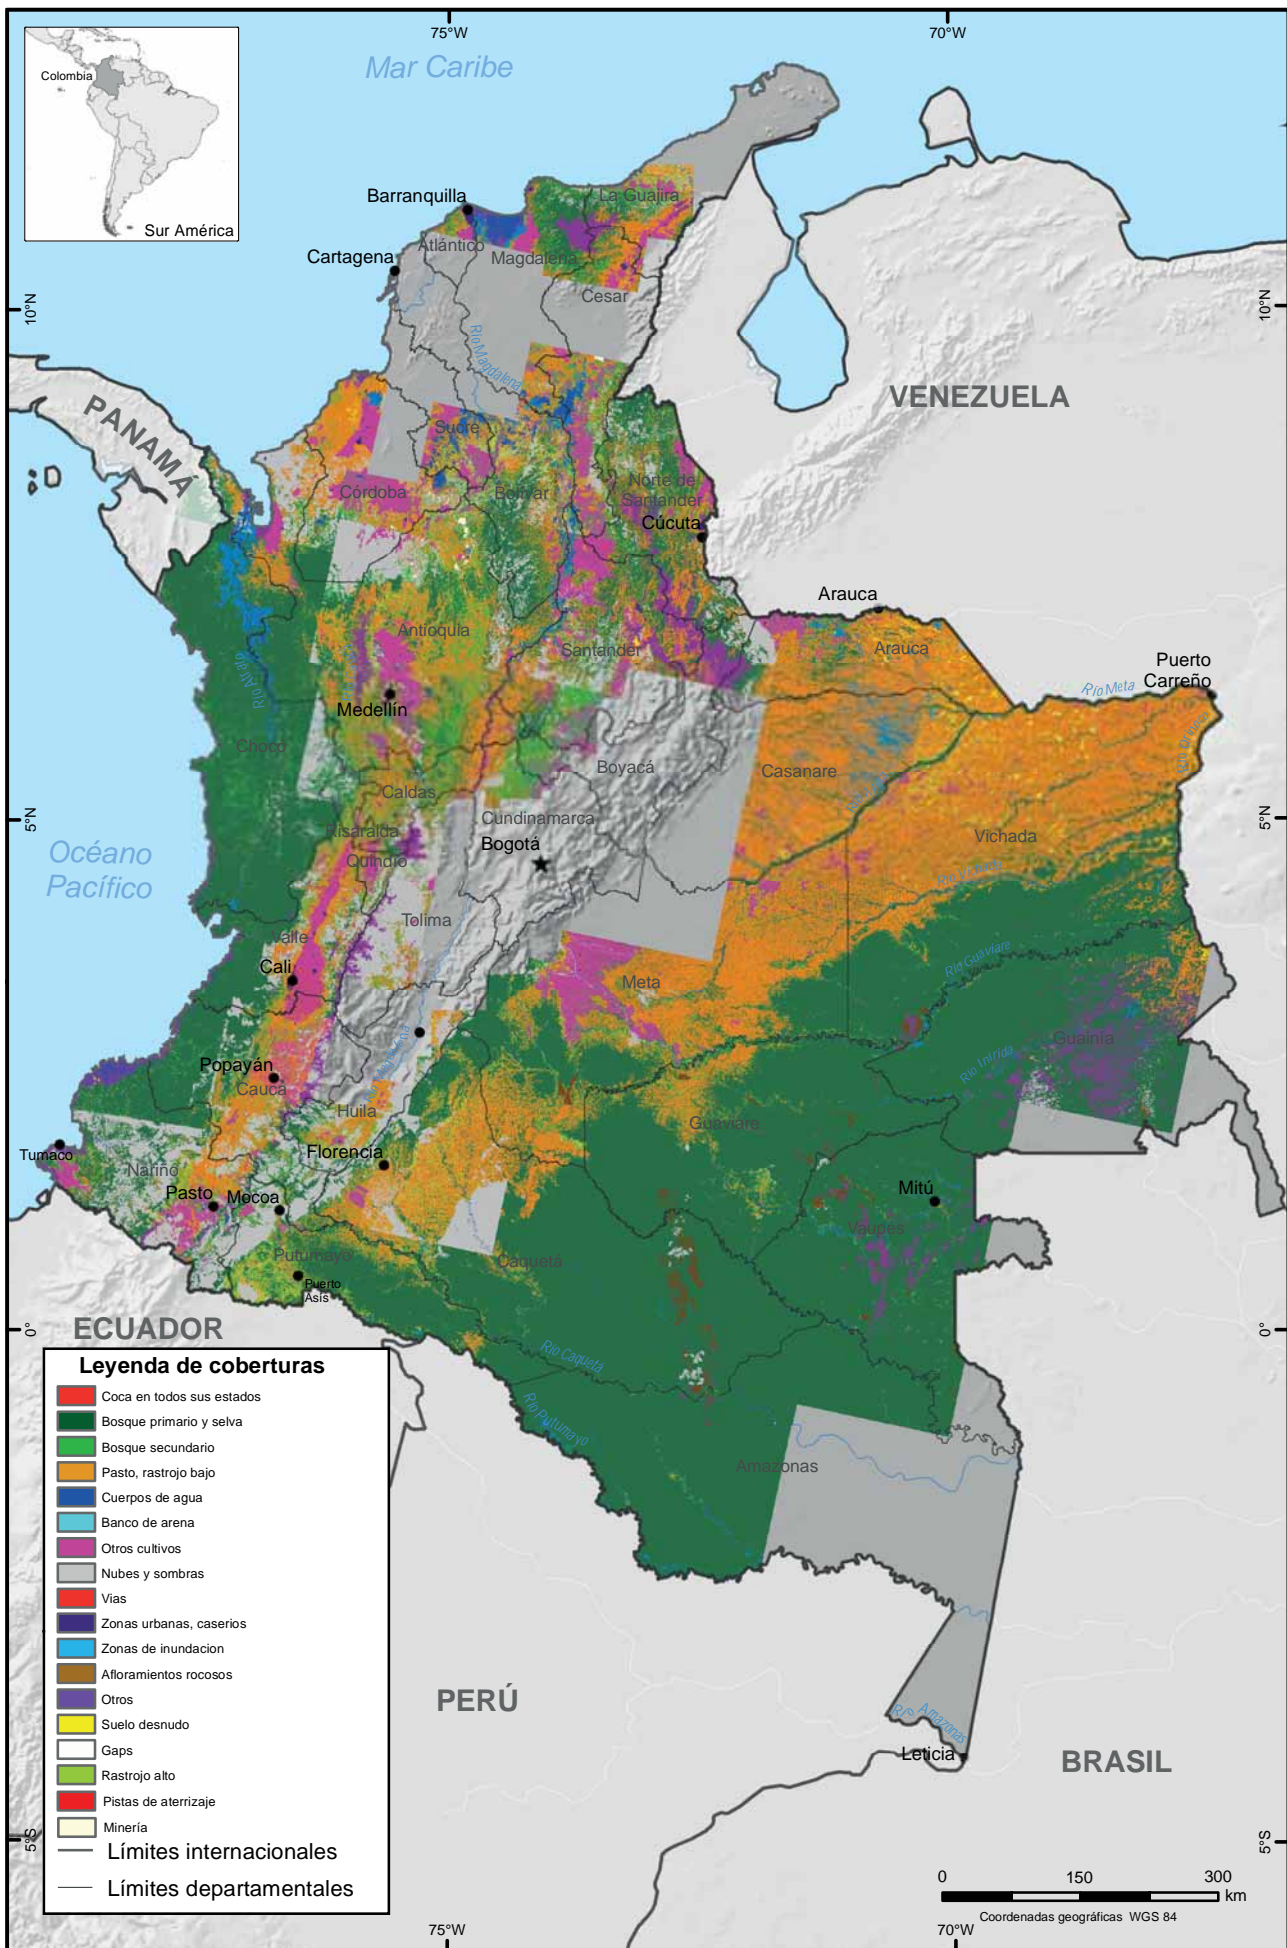 75°W
70°W
Mar Caribe
Colombia
Sur América
Barranquilla
La Guajira
Atlántico
Cartagena
Magdalena
Cesar
10°N
10°N
Río Magdalena
VENEZUELA
PANAMÁ
Sucre
Córdoba
Bolívar
Norte de
Santander
Cúcuta
Arauca
Antioquia
Santander
Arauca
Puerto
Carreño
Río Meta
Río Atrato
Medellín
Río Orinoco
Chocó
Boyacá
Casanare
Caldas
Cundinamarca
5°N
5°N
Risaralda
Vichada
Bogotá
Océano
Pacífico
Quindío
Río Vichada
Tolima
Valle
Río Guaviare
Cali
Meta
Guainía
Río Inírida
Popayán
Cauca
Huila
Guaviare
Florencia
Tumaco
Nariño
Pasto
Mocoa
Mitú
Vaupés
Putumayo
Caquetá
Puerto
Asís
ECUADOR
0°
0°
Río Caquetá
Río Putumayo
Amazonas
Leyenda de coberturas
Coca en todos sus estados
Bosque primario y selva
Bosque secundario
Pasto, rastrojo bajo
Cuerpos de agua
Banco de arena
Otros cultivos
Nubes y sombras
Vias
Zonas urbanas, caserios
Zonas de inundacion
Afloramientos rocosos
Otros
Suelo desnudo
Gaps
Rastrojo alto
Pistas de aterrizaje
Minería
Límites internacionales
Límites departamentales
PERÚ
Río Amazonas
Leticia
BRASIL
5°S
5°S
0 150 300
km
Coordenadas geográficas WGS 84
75°W
70°W